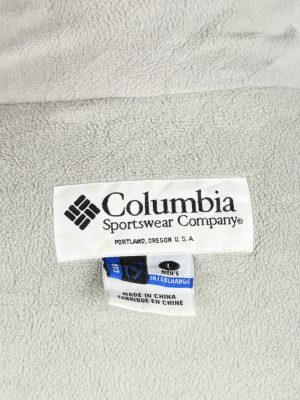 Columbia
Sportswear Company®
PORTLAND, OREGON U.S.A.
L
MEN'S
INTERCHANGE
MADE IN CHINA
FABRIQUÉ EN CHINE